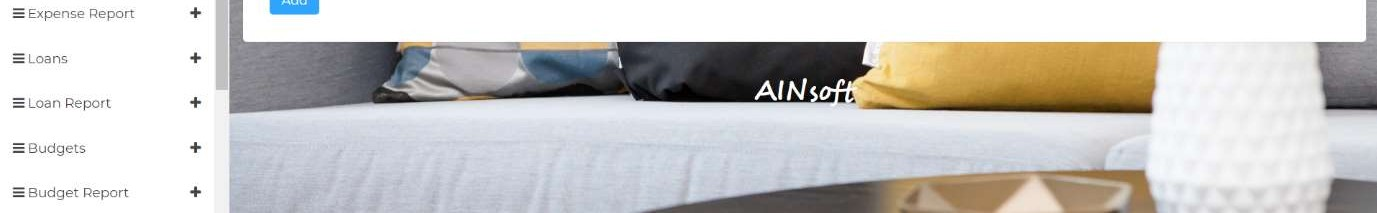 Expense Report
Add
Loans
AINsoft
Loan Report
Budgets
Budget Report